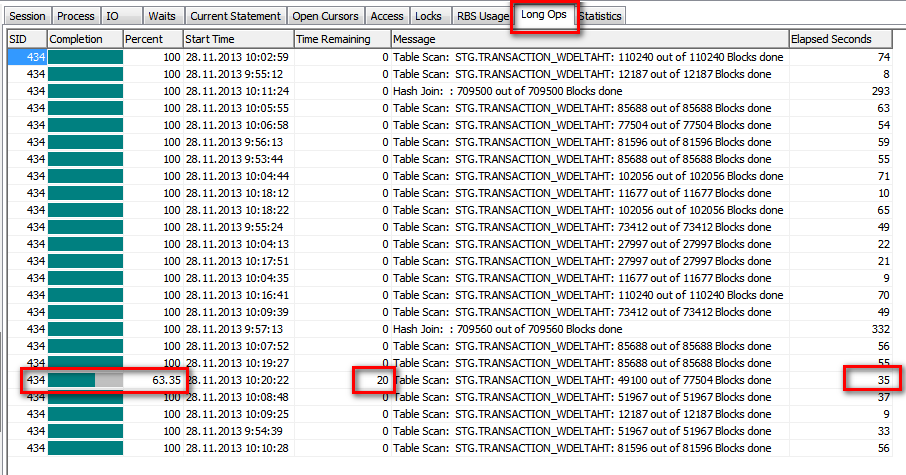 Session Process IO Waits Current Statement Open Cursors Access Locks RBS Usage Long Ops Statistics
SID Completion Percent Start Time Time Remaining Message Elapsed Seconds
434 100 28.11.2013 10:02:59 0 Table Scan: STG.TRANSACTION_WDELTAHT: 110240 out of 110240 Blocks done 74
434 100 28.11.2013 9:55:12 0 Table Scan: STG.TRANSACTION_WDELTAHT: 12187 out of 12187 Blocks done 8
434 100 28.11.2013 10:11:24 0 Hash Join: : 709500 out of 709500 Blocks done 293
434 100 28.11.2013 10:05:55 0 Table Scan: STG.TRANSACTION_WDELTAHT: 85688 out of 85688 Blocks done 63
434 100 28.11.2013 10:06:58 0 Table Scan: STG.TRANSACTION_WDELTAHT: 77504 out of 77504 Blocks done 54
434 100 28.11.2013 9:56:13 0 Table Scan: STG.TRANSACTION_WDELTAHT: 81596 out of 81596 Blocks done 59
434 100 28.11.2013 9:53:44 0 Table Scan: STG.TRANSACTION_WDELTAHT: 85688 out of 85688 Blocks done 55
434 100 28.11.2013 10:04:44 0 Table Scan: STG.TRANSACTION_WDELTAHT: 102056 out of 102056 Blocks done 71
434 100 28.11.2013 10:18:12 0 Table Scan: STG.TRANSACTION_WDELTAHT: 11677 out of 11677 Blocks done 10
434 100 28.11.2013 10:18:22 0 Table Scan: STG.TRANSACTION_WDELTAHT: 102056 out of 102056 Blocks done 65
434 100 28.11.2013 9:55:24 0 Table Scan: STG.TRANSACTION_WDELTAHT: 73412 out of 73412 Blocks done 49
434 100 28.11.2013 10:04:13 0 Table Scan: STG.TRANSACTION_WDELTAHT: 27997 out of 27997 Blocks done 22
434 100 28.11.2013 10:17:51 0 Table Scan: STG.TRANSACTION_WDELTAHT: 27997 out of 27997 Blocks done 21
434 100 28.11.2013 10:04:35 0 Table Scan: STG.TRANSACTION_WDELTAHT: 11677 out of 11677 Blocks done 9
434 100 28.11.2013 10:16:41 0 Table Scan: STG.TRANSACTION_WDELTAHT: 110240 out of 110240 Blocks done 70
434 100 28.11.2013 10:09:39 0 Table Scan: STG.TRANSACTION_WDELTAHT: 73412 out of 73412 Blocks done 49
434 100 28.11.2013 9:57:13 0 Hash Join: : 709560 out of 709560 Blocks done 332
434 100 28.11.2013 10:07:52 0 Table Scan: STG.TRANSACTION_WDELTAHT: 85688 out of 85688 Blocks done 56
434 100 28.11.2013 10:19:27 0 Table Scan: STG.TRANSACTION_WDELTAHT: 85688 out of 85688 Blocks done 55
434 63.35 28.11.2013 10:20:22 20 Table Scan: STG.TRANSACTION_WDELTAHT: 49100 out of 77504 Blocks done 35
434 100 28.11.2013 10:08:48 0 Table Scan: STG.TRANSACTION_WDELTAHT: 51967 out of 51967 Blocks done 37
434 100 28.11.2013 10:09:25 0 Table Scan: STG.TRANSACTION_WDELTAHT: 12187 out of 12187 Blocks done 9
434 100 28.11.2013 9:54:39 0 Table Scan: STG.TRANSACTION_WDELTAHT: 51967 out of 51967 Blocks done 33
434 100 28.11.2013 10:10:28 0 Table Scan: STG.TRANSACTION_WDELTAHT: 81596 out of 81596 Blocks done 56